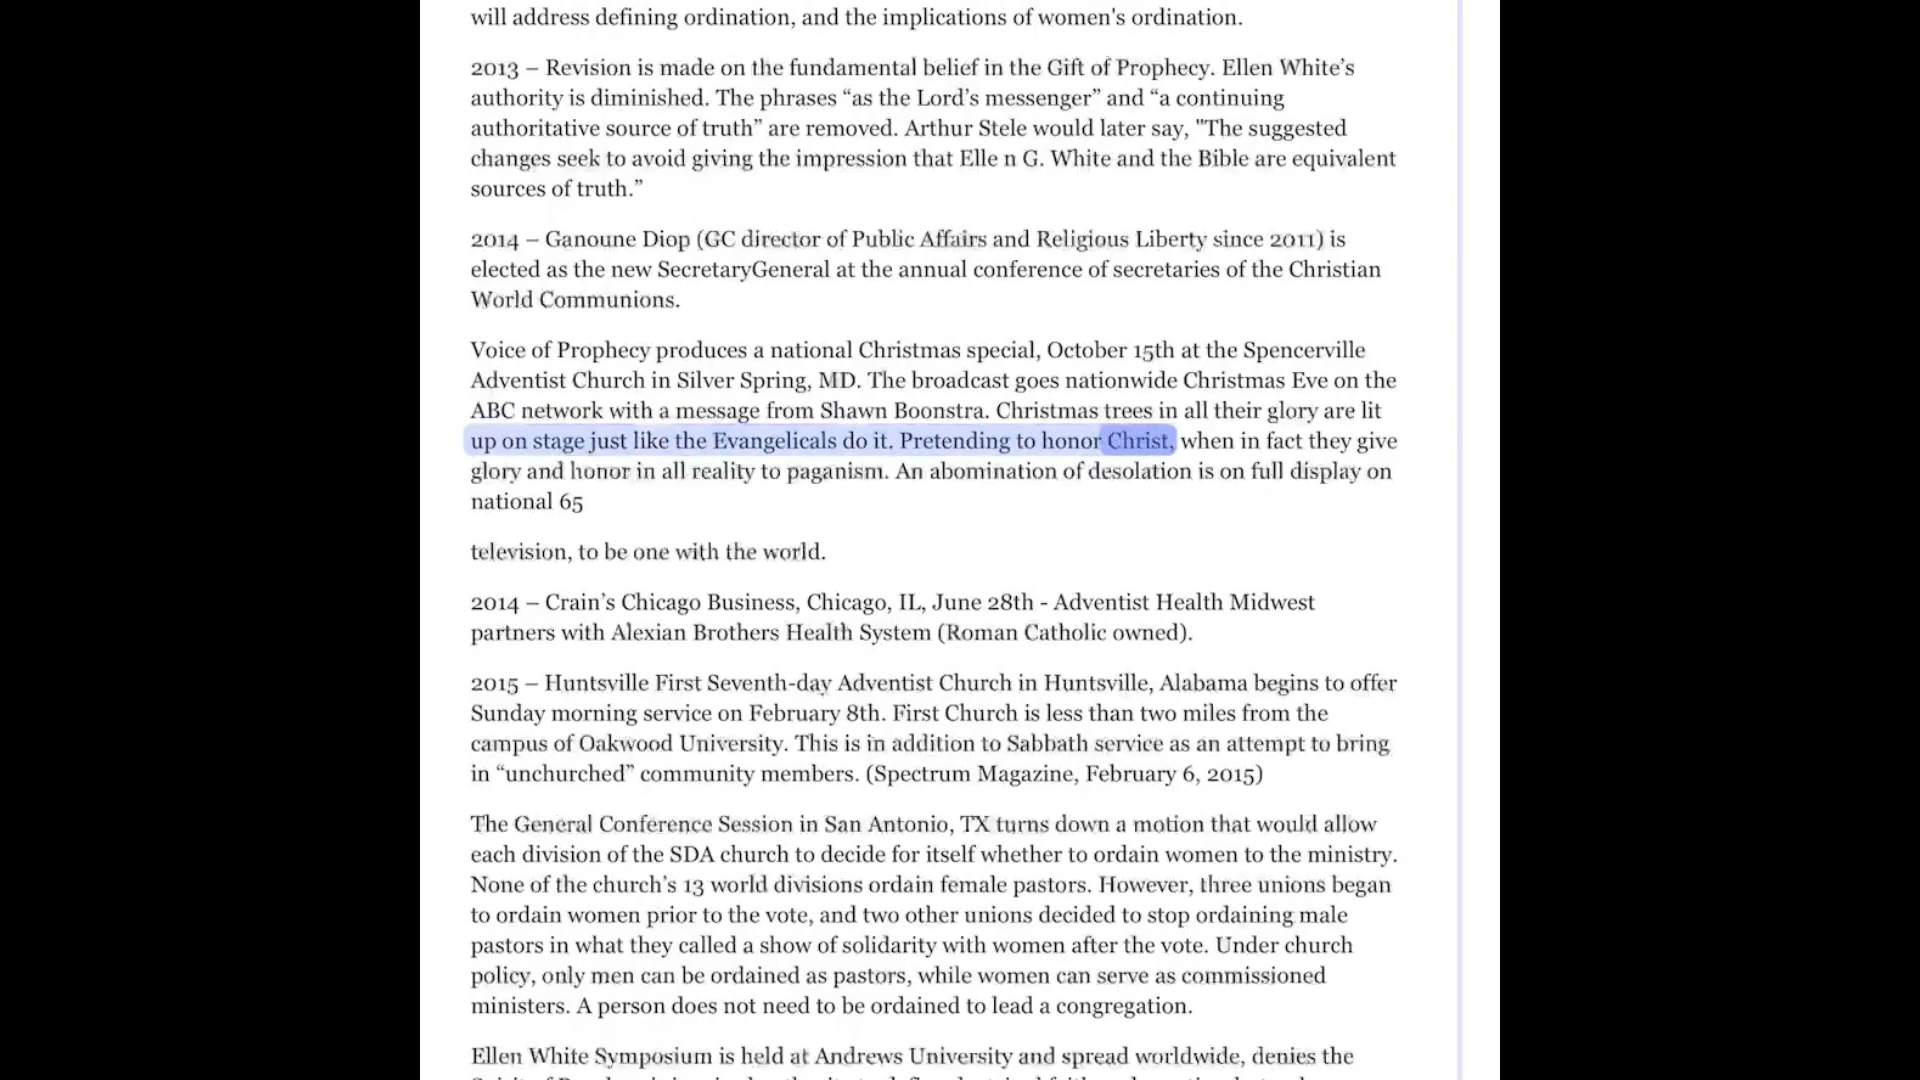 will address defining ordination, and the implications of women's ordination.
2013 – Revision is made on the fundamental belief in the Gift of Prophecy. Ellen White’s
authority is diminished. The phrases “as the Lord’s messenger” and “a continuing
authoritative source of truth” are removed. Arthur Stele would later say, "The suggested
changes seek to avoid giving the impression that Elle n G. White and the Bible are equivalent
sources of truth.”
2014 – Ganoune Diop (GC director of Public Affairs and Religious Liberty since 2011) is
elected as the new SecretaryGeneral at the annual conference of secretaries of the Christian
World Communions.
Voice of Prophecy produces a national Christmas special, October 15th at the Spencerville
Adventist Church in Silver Spring, MD. The broadcast goes nationwide Christmas Eve on the
ABC network with a message from Shawn Boonstra. Christmas trees in all their glory are lit
up on stage just like the Evangelicals do it. Pretending to honor Christ, when in fact they give
glory and honor in all reality to paganism. An abomination of desolation is on full display on
national 65
television, to be one with the world.
2014 – Crain’s Chicago Business, Chicago, IL, June 28th - Adventist Health Midwest
partners with Alexian Brothers Health System (Roman Catholic owned).
2015 – Huntsville First Seventh-day Adventist Church in Huntsville, Alabama begins to offer
Sunday morning service on February 8th. First Church is less than two miles from the
campus of Oakwood University. This is in addition to Sabbath service as an attempt to bring
in “unchurched” community members. (Spectrum Magazine, February 6, 2015)
The General Conference Session in San Antonio, TX turns down a motion that would allow
each division of the SDA church to decide for itself whether to ordain women to the ministry.
None of the church’s 13 world divisions ordain female pastors. However, three unions began
to ordain women prior to the vote, and two other unions decided to stop ordaining male
pastors in what they called a show of solidarity with women after the vote. Under church
policy, only men can be ordained as pastors, while women can serve as commissioned
ministers. A person does not need to be ordained to lead a congregation.
Ellen White Symposium is held at Andrews University and spread worldwide, denies the